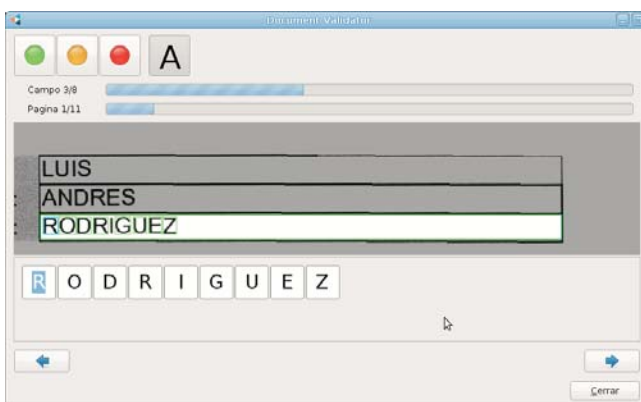 Document Validator
A
Campo 3/8
Pagina 1/11
LUIS
ANDRES
RODRIGUEZ
R O D R I G U E Z
Cerrar